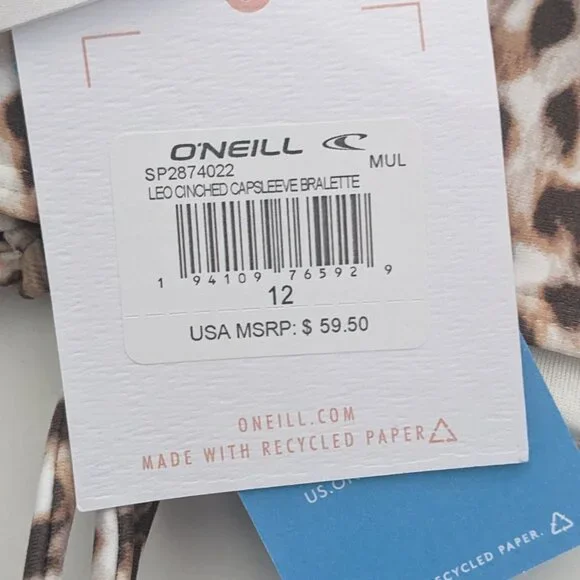 O'NEILL
SP2874022 MUL
LEO CINCHED CAPSLEEVE BRALETTE
1 94109 76592 9
12
USA MSRP: $ 59.50
ONEILL.COM
MADE WITH RECYCLED PAPER
PAPER.